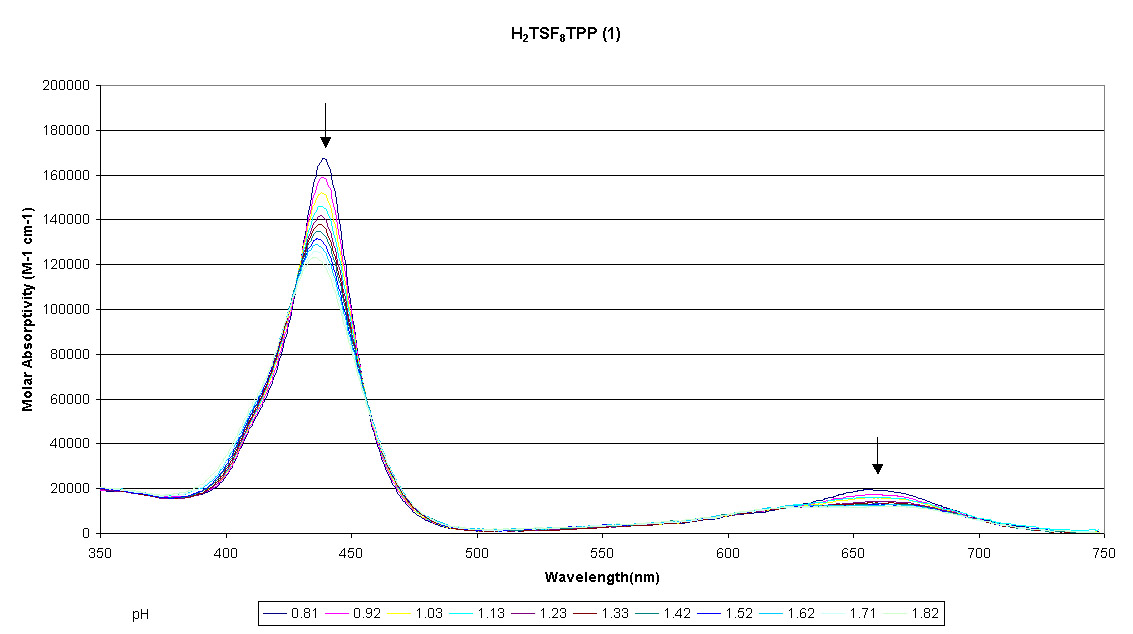 H₂TSF₈TPP (1)
200000
180000
160000
140000
120000
100000
80000
60000
40000
20000
0
Molar Absorptivity (M-1 cm-1)
350 400 450 500 550 600 650 700 750
Wavelength(nm)
pH 0.81 0.92 1.03 1.13 1.23 1.33 1.42 1.52 1.62 1.71 1.82